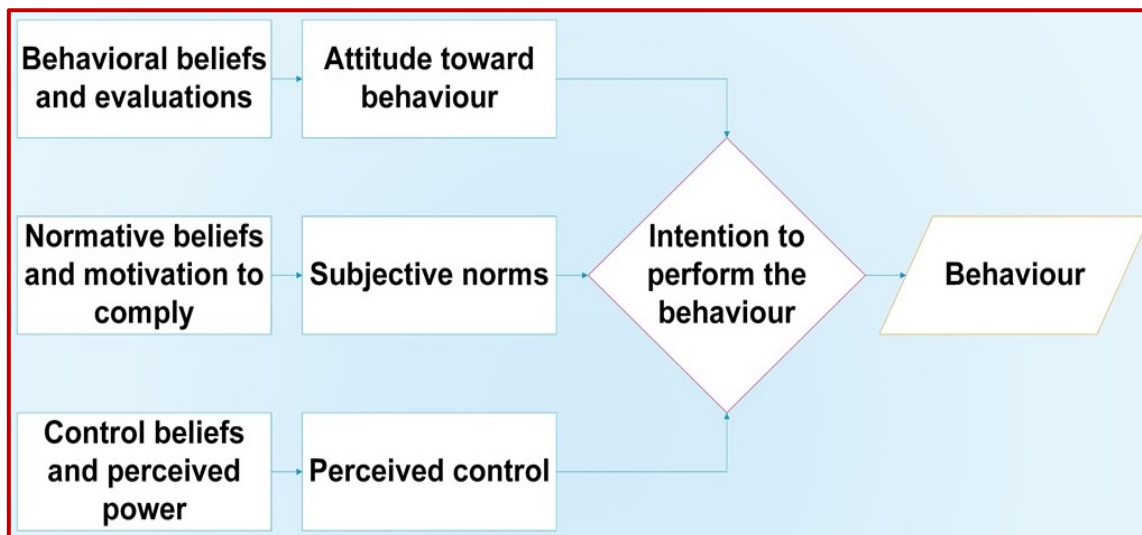 Behavioral beliefs
and evaluations
Attitude toward
behaviour
Normative beliefs
and motivation to
comply
Subjective norms
Intention to
perform the
behaviour
Behaviour
Control beliefs
and perceived
power
Perceived control